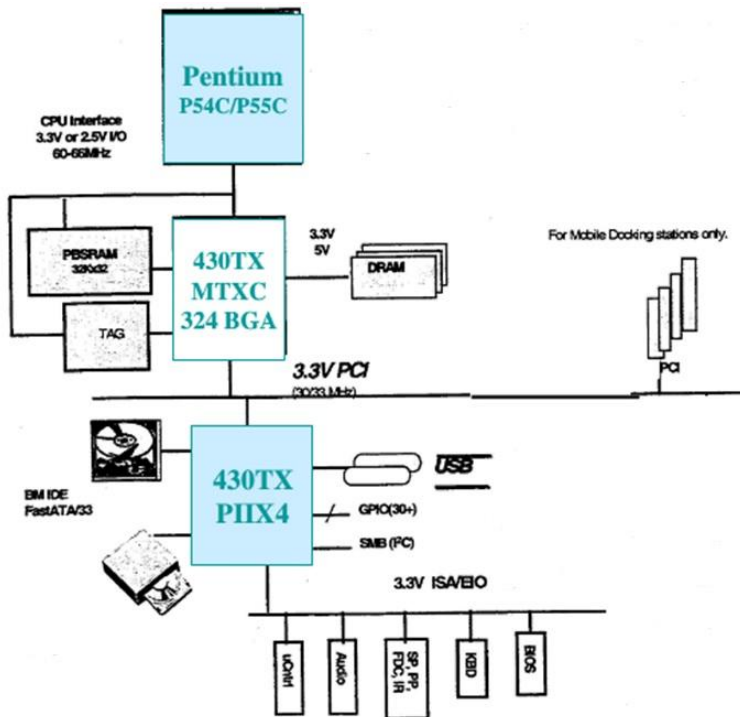 Pentium
P54C/P55C
CPU Interface
3.3V or 2.5V I/O
60-66MHz
PBSRAM
32Kx32
TAG
430TX
MTXC
324 BGA
3.3V
5V
DRAM
For Mobile Docking stations only.
PCI
3.3V PCI
(30/33 MHz)
BM IDE
FastATA/33
430TX
PIIX4
USB
GPIO(30+)
SMB (I²C)
3.3V ISA/EIO
uCntrl
Audio
SP, PP,
FDC, IR
KBD
BIOS